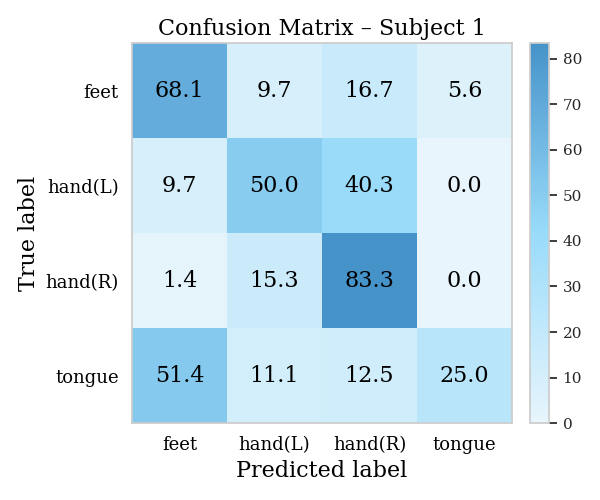 Confusion Matrix – Subject 1
feet 68.1 9.7 16.7 5.6
hand(L) 9.7 50.0 40.3 0.0
hand(R) 1.4 15.3 83.3 0.0
tongue 51.4 11.1 12.5 25.0
feet hand(L) hand(R) tongue
Predicted label
True label
80
70
60
50
40
30
20
10
0